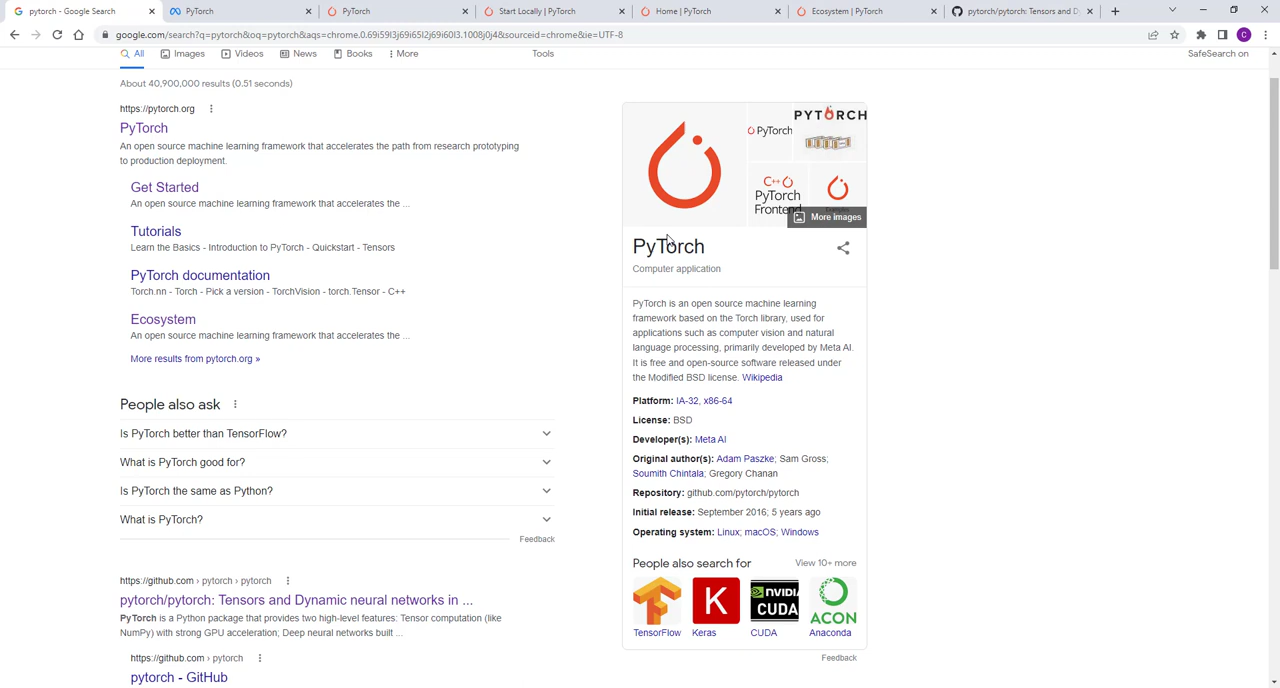 pytorch - Google Search
PyTorch
PyTorch
Start Locally | PyTorch
Home | PyTorch
Ecosystem | PyTorch
pytorch/pytorch: Tensors and D
google.com/search?q=pytorch&oq=pytorch&aqs=chrome.0.69i59l3j69i65l2j69i60l3.1008j0j4&sourceid=chrome&ie=UTF-8
C
All
Images
Videos
News
Books
More
Tools
SafeSearch on
About 40,900,000 results (0.51 seconds)
https://pytorch.org
PyTorch
An open source machine learning framework that accelerates the path from research prototyping
to production deployment.
Get Started
An open source machine learning framework that accelerates the ...
Tutorials
Learn the Basics - Introduction to PyTorch - Quickstart - Tensors
PyTorch documentation
Torch.nn - Torch - Pick a version - TorchVision - torch.Tensor - C++
Ecosystem
An open source machine learning framework that accelerates the ...
More results from pytorch.org »
People also ask
Is PyTorch better than TensorFlow?
What is PyTorch good for?
Is PyTorch the same as Python?
What is PyTorch?
Feedback
https://github.com › pytorch › pytorch
pytorch/pytorch: Tensors and Dynamic neural networks in ...
PyTorch is a Python package that provides two high-level features: Tensor computation (like
NumPy) with strong GPU acceleration; Deep neural networks built ...
https://github.com › pytorch
pytorch - GitHub
PyTorch
PYTORCH
C++
PyTorch
Frontend
More images
PyTorch
Computer application
PyTorch is an open source machine learning
framework based on the Torch library, used for
applications such as computer vision and natural
language processing, primarily developed by Meta AI.
It is free and open-source software released under
the Modified BSD license. Wikipedia
Platform: IA-32, x86-64
License: BSD
Developer(s): Meta AI
Original author(s): Adam Paszke; Sam Gross;
Soumith Chintala; Gregory Chanan
Repository: github.com/pytorch/pytorch
Initial release: September 2016; 5 years ago
Operating system: Linux; macOS; Windows
People also search for
View 10+ more
K
NVIDIA
CUDA
ACON
TensorFlow
Keras
CUDA
Anaconda
Feedback